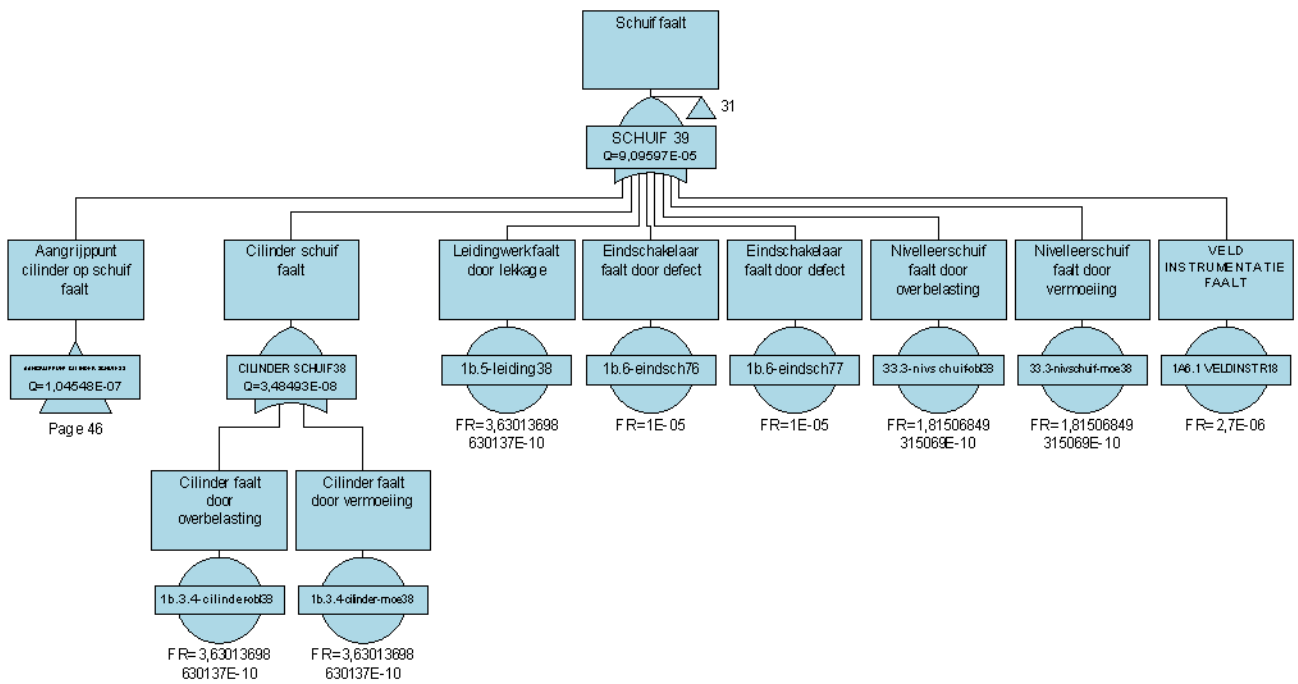 Schuif faalt
31
SCHUIF 39
Q=9,09597E-05
Aangrijppunt
cilinder op schuif
faalt
Q=1,04548E-07
Page 46
Cilinder schuif
faalt
CILINDER SCHUIF38
Q=3,48493E-08
Leidingwerkfaalt
door lekkage
1b.5-leiding38
FR=3,63013698
630137E-10
Eindschakelaar
faalt door defect
1b.6-eindsch76
FR=1E-05
Eindschakelaar
faalt door defect
1b.6-eindsch77
FR=1E-05
Nivelleerschuif
faalt door
overbelasting
33.3-nivschuifobl38
FR=1,81506849
315069E-10
Nivelleerschuif
faalt door
vermoeiing
33.3-nivschuif-moe38
FR=1,81506849
315069E-10
VELD
INSTRUMENTATIE
FAALT
1A6.1 VELDINSTR18
FR=2,7E-06
Cilinder faalt
door
overbelasting
1b.3.4-cilinder-obl38
FR=3,63013698
630137E-10
Cilinder faalt
door vermoeiing
1b.3.4-cilinder-moe38
FR=3,63013698
630137E-10